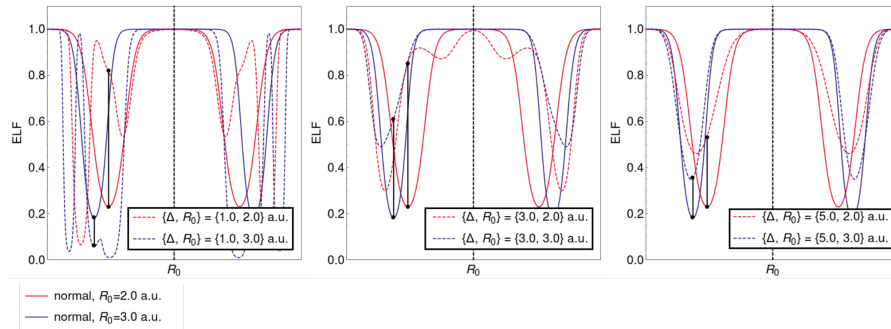 1.0
0.8
0.6
0.4
0.2
0.0
ELF
R₀
{Δ, R₀} = {1.0, 2.0} a.u.
{Δ, R₀} = {1.0, 3.0} a.u.
1.0
0.8
0.6
0.4
0.2
0.0
ELF
R₀
{Δ, R₀} = {3.0, 2.0} a.u.
{Δ, R₀} = {3.0, 3.0} a.u.
1.0
0.8
0.6
0.4
0.2
0.0
ELF
R₀
{Δ, R₀} = {5.0, 2.0} a.u.
{Δ, R₀} = {5.0, 3.0} a.u.
normal, R₀=2.0 a.u.
normal, R₀=3.0 a.u.